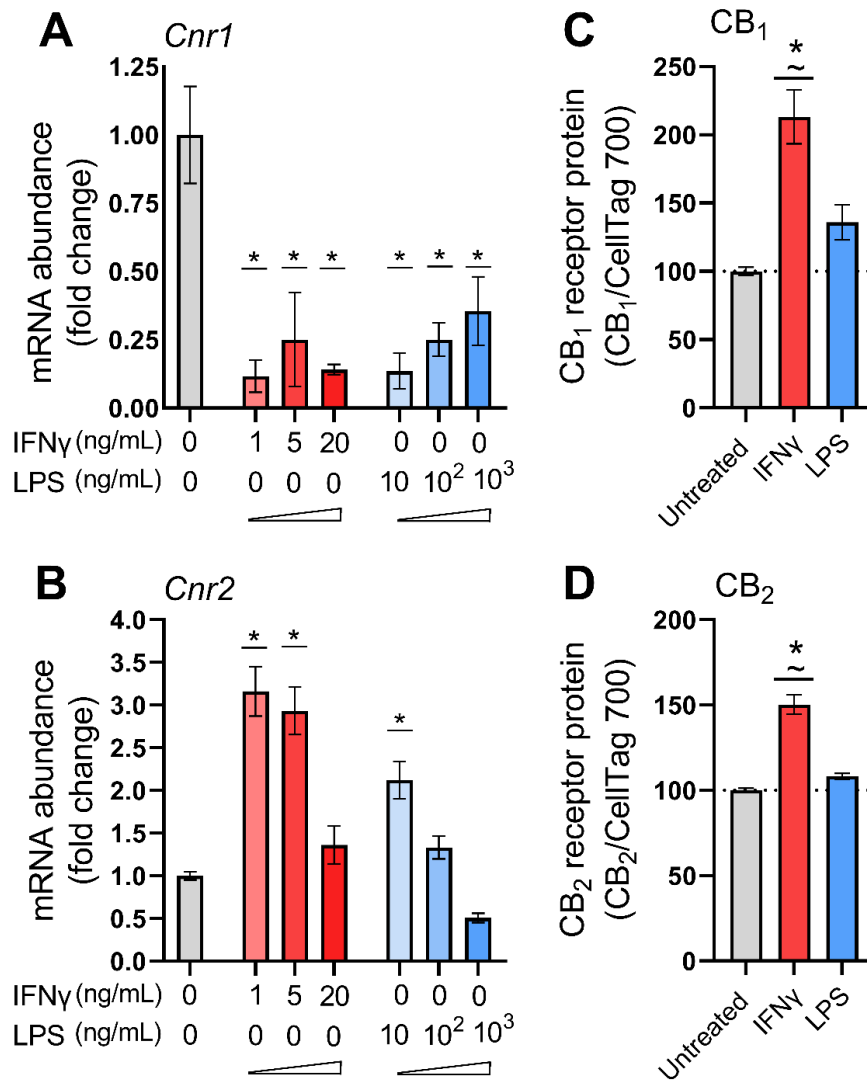 A
Cnr1
mRNA abundance
(fold change)
1.25
1.00
0.75
0.50
0.25
0.00
* * * * * *
IFNγ (ng/mL) 0 1 5 20 0 0 0
LPS (ng/mL) 0 0 0 0 10 10² 10³
C
CB₁
CB₁ receptor protein
(CB₁/CellTag 700)
250
200
150
100
50
0
*
~
Untreated
IFNγ
LPS
B
Cnr2
mRNA abundance
(fold change)
4.0
3.5
3.0
2.5
2.0
1.5
1.0
0.5
0.0
* * *
IFNγ (ng/mL) 0 1 5 20 0 0 0
LPS (ng/mL) 0 0 0 0 10 10² 10³
D
CB₂
CB₂ receptor protein
(CB₂/CellTag 700)
200
150
100
50
0
*
~
Untreated
IFNγ
LPS